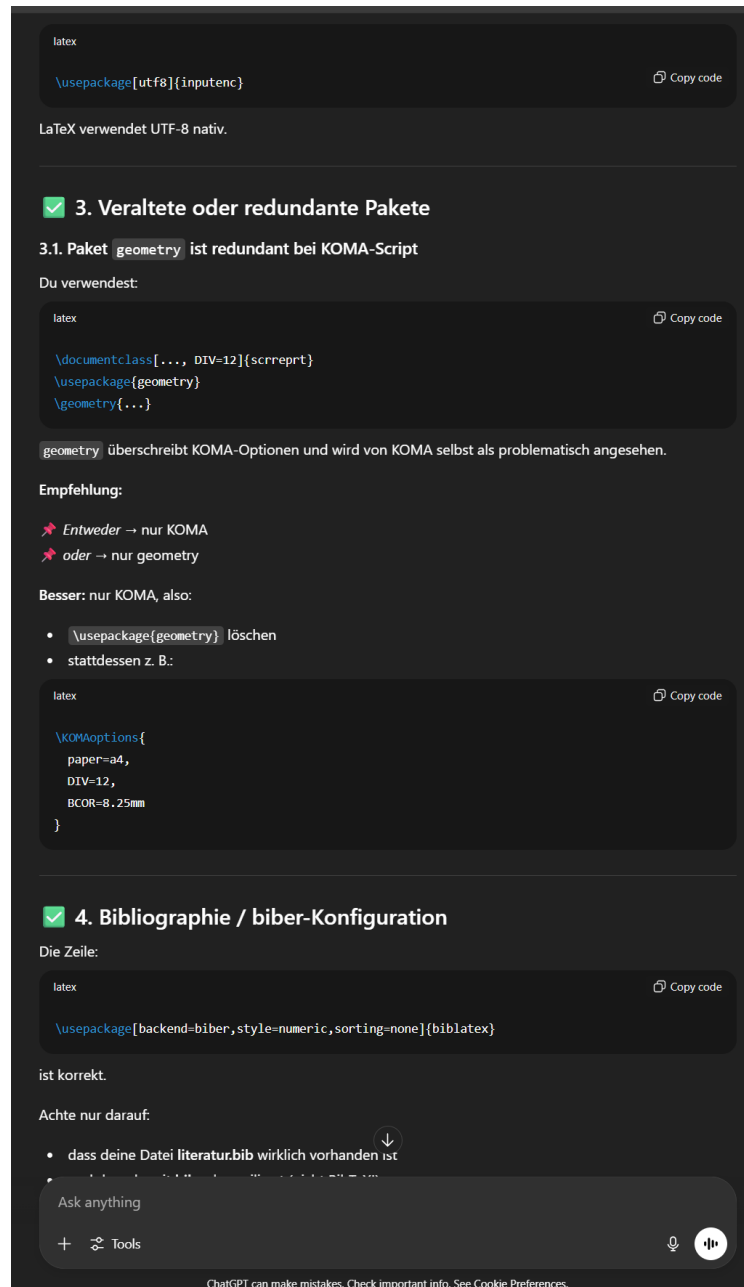 latex
Copy code
\usepackage[utf8]{inputenc}
LaTeX verwendet UTF-8 nativ.
✅ 3. Veraltete oder redundante Pakete
3.1. Paket geometry ist redundant bei KOMA-Script
Du verwendest:
latex
Copy code
\documentclass[..., DIV=12]{scrreprt}
\usepackage{geometry}
\geometry{...}
geometry überschreibt KOMA-Optionen und wird von KOMA selbst als problematisch angesehen.
Empfehlung:
📌 Entweder → nur KOMA
📌 oder → nur geometry
Besser: nur KOMA, also:
• \usepackage{geometry} löschen
• stattdessen z. B.:
latex
Copy code
\KOMAoptions{
paper=a4,
DIV=12,
BCOR=8.25mm
}
✅ 4. Bibliographie / biber-Konfiguration
Die Zeile:
latex
Copy code
\usepackage[backend=biber,style=numeric,sorting=none]{biblatex}
ist korrekt.
Achte nur darauf:
• dass deine Datei literatur.bib wirklich vorhanden ist
Ask anything
Tools
ChatGPT can make mistakes. Check important info. See Cookie Preferences.